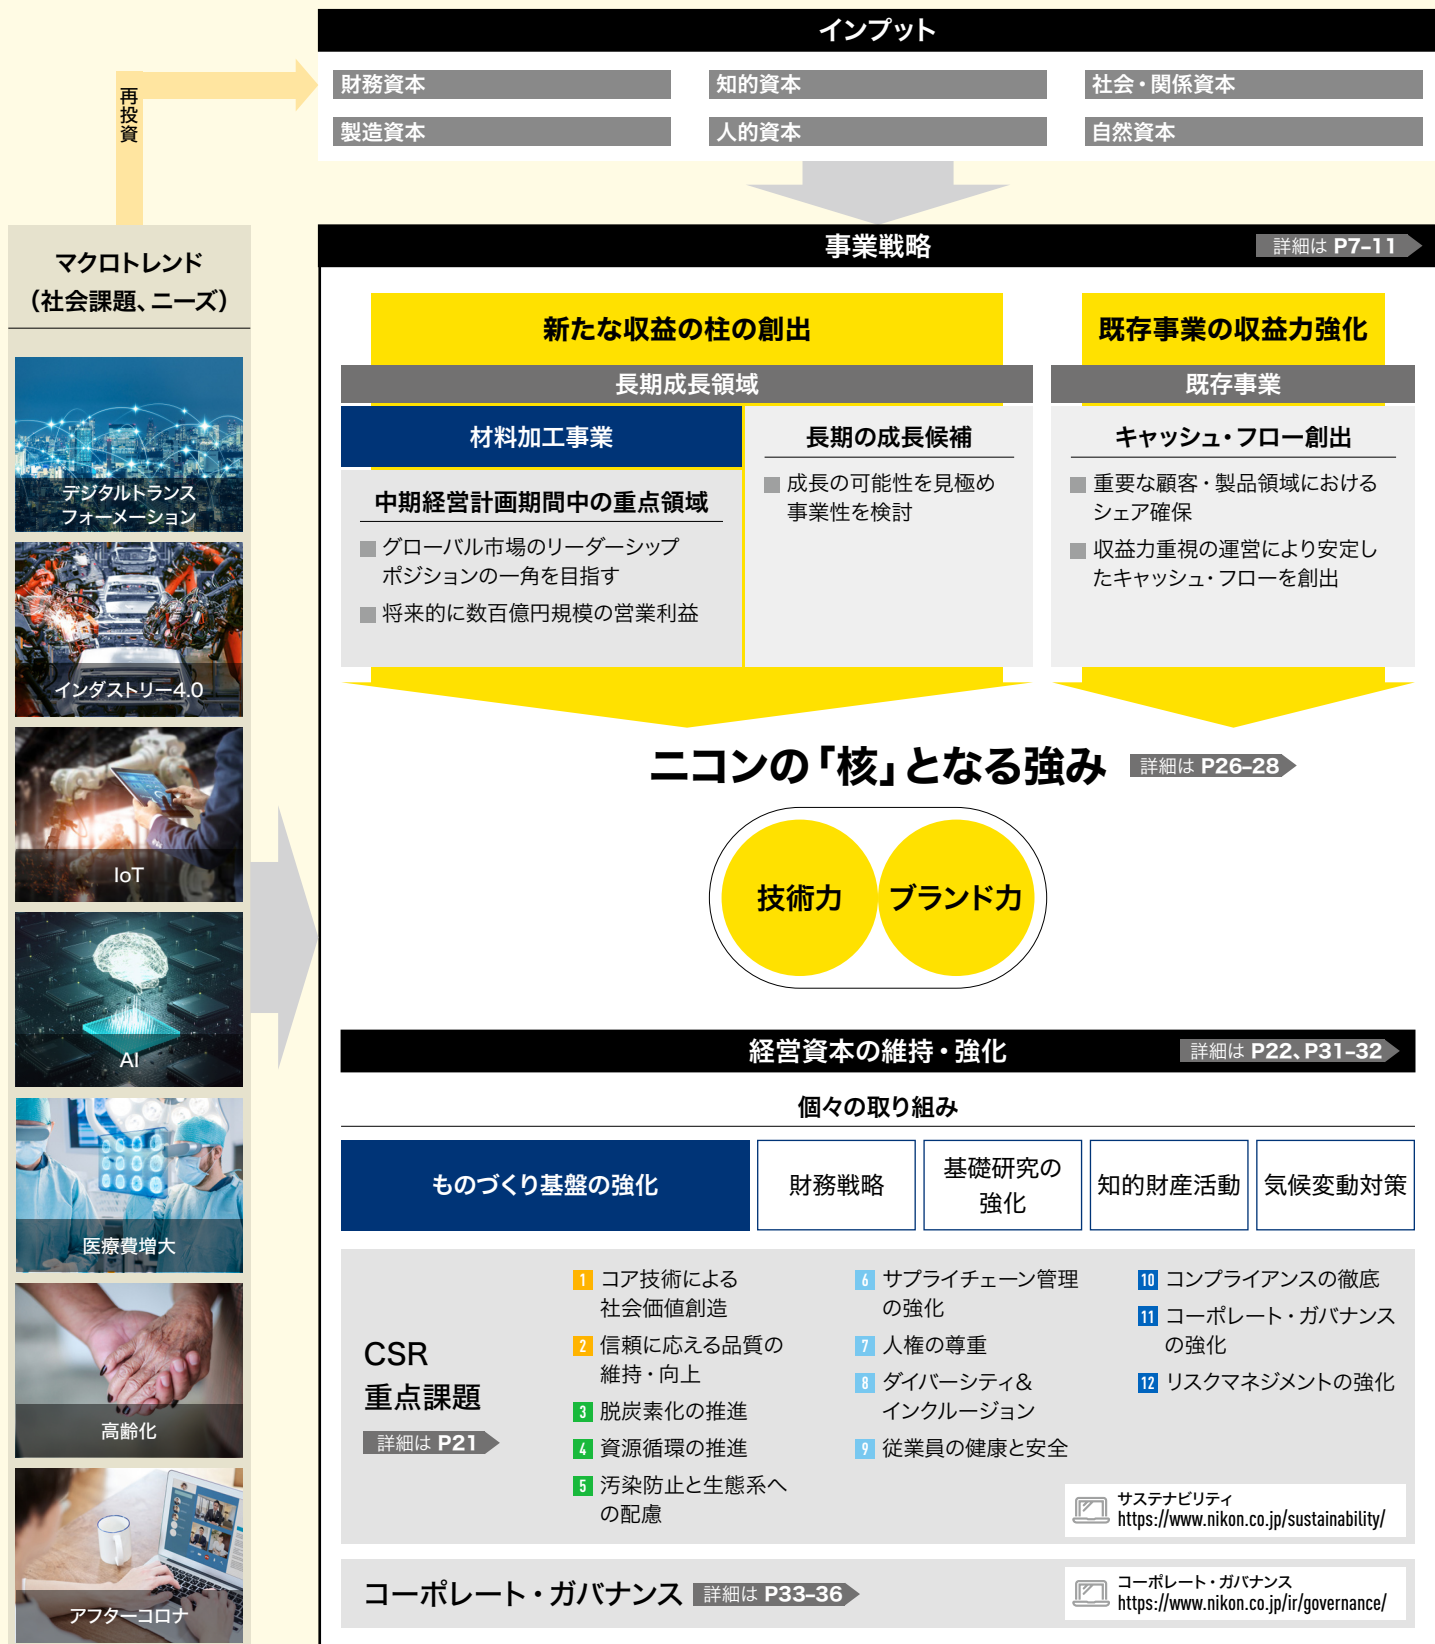 インプット
財務資本
知的資本
社会・関係資本
製造資本
人的資本
自然資本
再投資
マクロトレンド
（社会課題、ニーズ）
デジタルトランス
フォーメーション
インダストリー4.0
IoT
AI
医療費増大
高齢化
アフターコロナ
事業戦略
詳細は P7–11
新たな収益の柱の創出
長期成長領域
材料加工事業
中期経営計画期間中の重点領域
■ グローバル市場のリーダーシップ
ポジションの一角を目指す
■ 将来的に数百億円規模の営業利益
長期の成長候補
■ 成長の可能性を見極め
事業性を検討
既存事業の収益力強化
既存事業
キャッシュ・フロー創出
■ 重要な顧客・製品領域における
シェア確保
■ 収益力重視の運営により安定し
たキャッシュ・フローを創出
ニコンの「核」となる強み
詳細は P26–28
技術力
ブランド力
経営資本の維持・強化
詳細は P22、P31–32
個々の取り組み
ものづくり基盤の強化
財務戦略
基礎研究の
強化
知的財産活動
気候変動対策
CSR
重点課題
詳細は P21
1 コア技術による
社会価値創造
2 信頼に応える品質の
維持・向上
3 脱炭素化の推進
4 資源循環の推進
5 汚染防止と生態系へ
の配慮
6 サプライチェーン管理
の強化
7 人権の尊重
8 ダイバーシティ＆
インクルージョン
9 従業員の健康と安全
10 コンプライアンスの徹底
11 コーポレート・ガバナンス
の強化
12 リスクマネジメントの強化
サステナビリティ
https://www.nikon.co.jp/sustainability/
コーポレート・ガバナンス
詳細は P33–36
コーポレート・ガバナンス
https://www.nikon.co.jp/ir/governance/